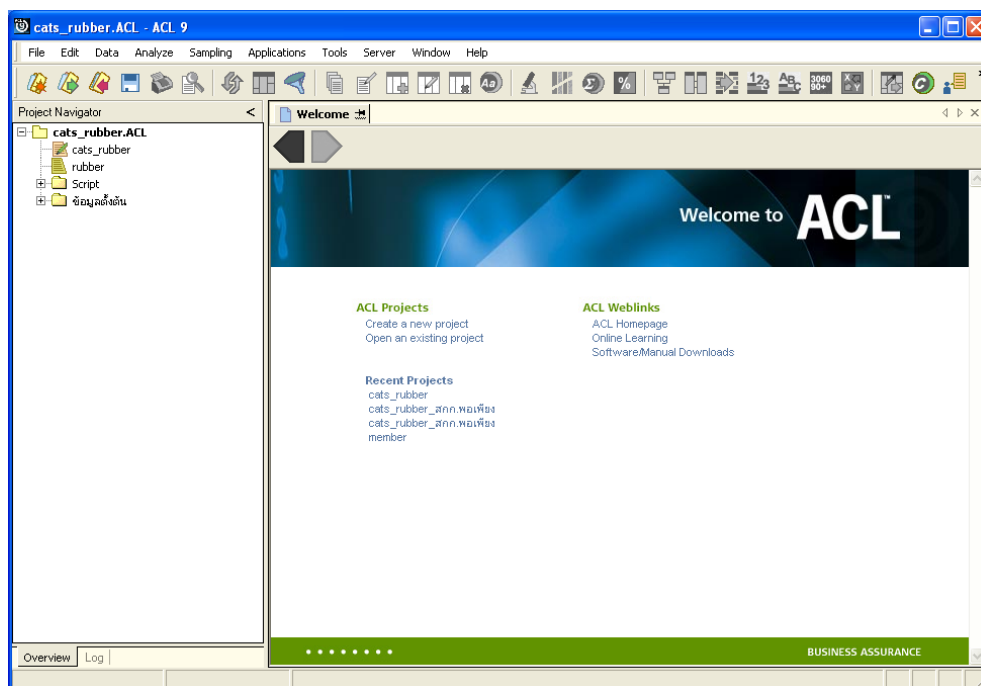 cats_rubber.ACL - ACL 9
File Edit Data Analyze Sampling Applications Tools Server Window Help
Project Navigator <
Welcome
cats_rubber.ACL
cats_rubber
rubber
Script
ข้อมูลตั้งต้น
Welcome to ACL™
ACL Projects
Create a new project
Open an existing project
ACL Weblinks
ACL Homepage
Online Learning
Software/Manual Downloads
Recent Projects
cats_rubber
cats_rubber_สกก.พอเพียง
cats_rubber_สกก.พอเพียง
member
BUSINESS ASSURANCE
Overview Log